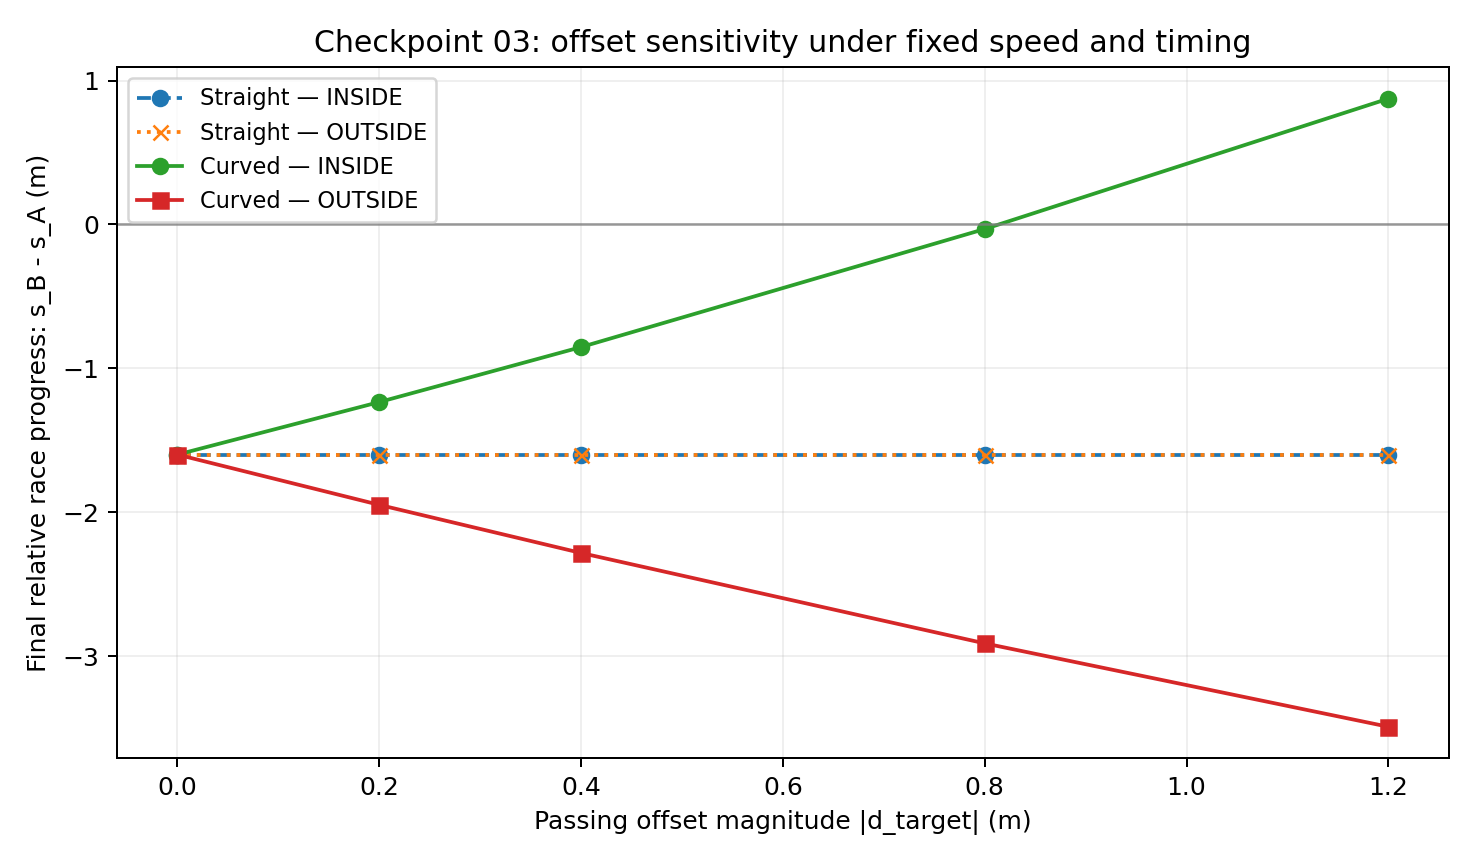 Checkpoint 03: offset sensitivity under fixed speed and timing
Final relative race progress: s_B - s_A (m)
1
0
−1
−2
−3
Straight — INSIDE
Straight — OUTSIDE
Curved — INSIDE
Curved — OUTSIDE
0.0
0.2
0.4
0.6
0.8
1.0
1.2
Passing offset magnitude |d_target| (m)